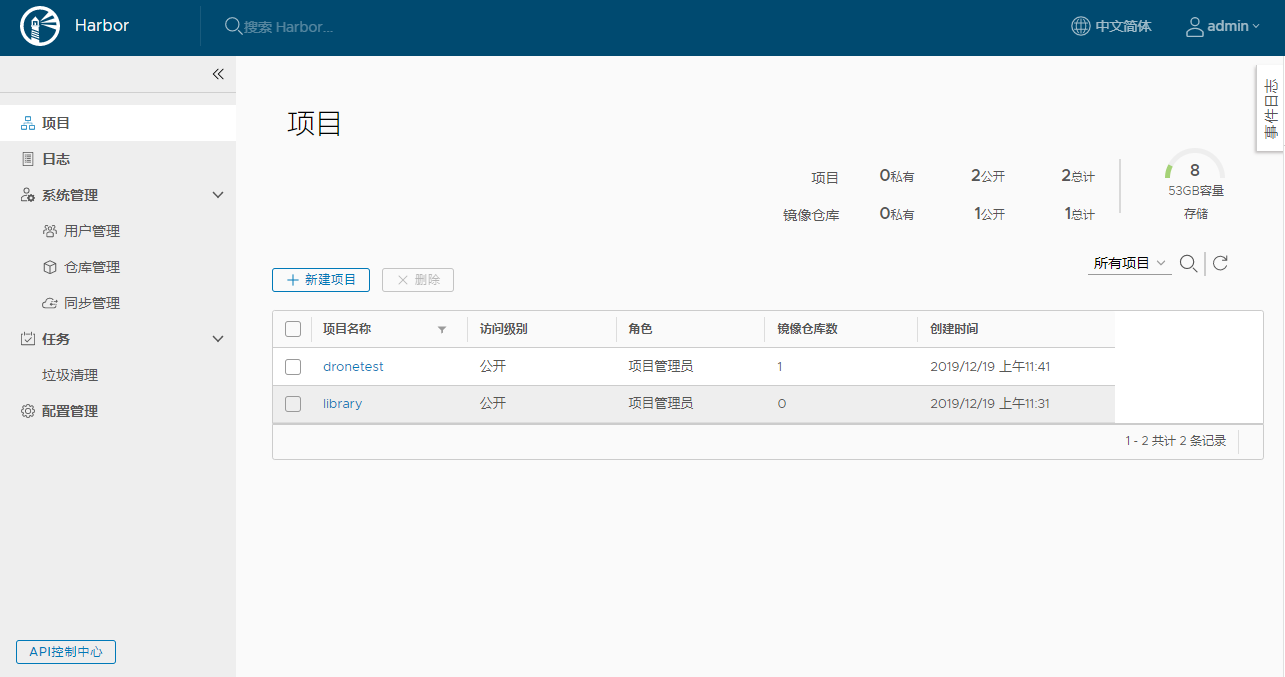 Harbor
搜索 Harbor...
中文简体
admin
事件日志
项目
日志
系统管理
用户管理
仓库管理
同步管理
任务
垃圾清理
配置管理
API控制中心
项目
项目 0私有 2公开 2总计
镜像仓库 0私有 1公开 1总计
8
53GB容量
存储
新建项目 删除
所有项目
项目名称 访问级别 角色 镜像仓库数 创建时间
dronetest 公开 项目管理员 1 2019/12/19 上午11:41
library 公开 项目管理员 0 2019/12/19 上午11:31
1 - 2 共计 2 条记录